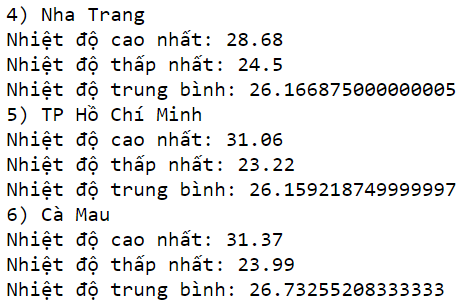 4) Nha Trang
Nhiệt độ cao nhất: 28.68
Nhiệt độ thấp nhất: 24.5
Nhiệt độ trung bình: 26.166875000000005
5) TP Hồ Chí Minh
Nhiệt độ cao nhất: 31.06
Nhiệt độ thấp nhất: 23.22
Nhiệt độ trung bình: 26.159218749999997
6) Cà Mau
Nhiệt độ cao nhất: 31.37
Nhiệt độ thấp nhất: 23.99
Nhiệt độ trung bình: 26.73255208333333